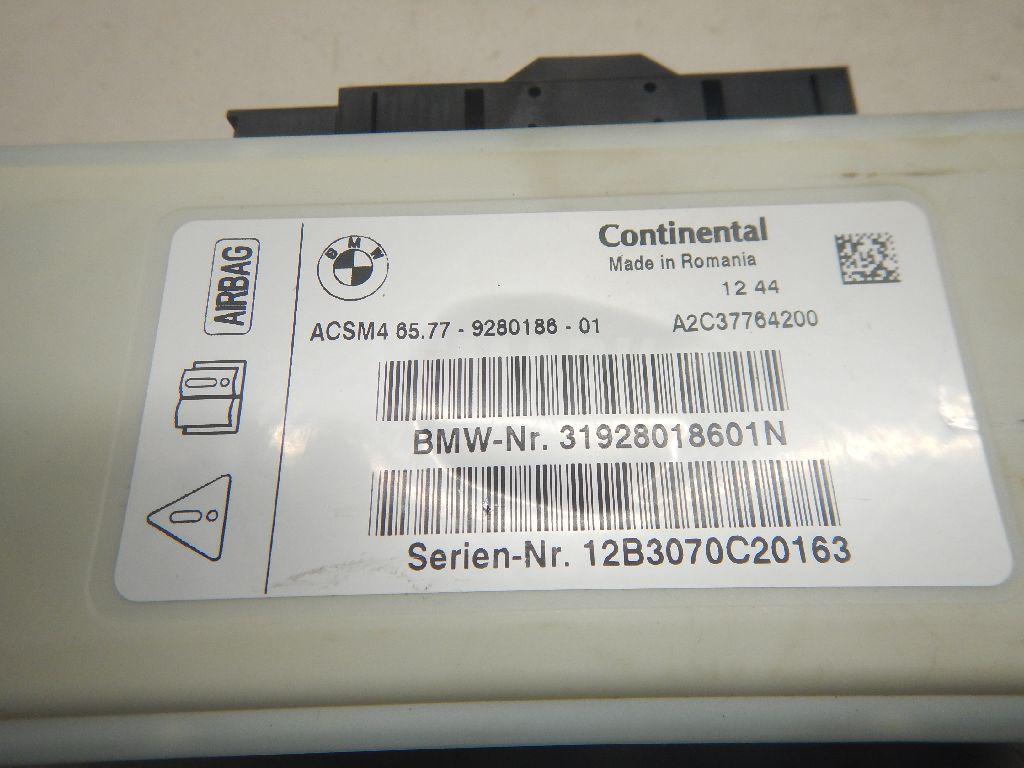 AIRBAG
BMW
Continental
Made in Romania
12 44
ACSM4 65.77 - 9280186 - 01
A2C37764200
BMW-Nr. 31928018601N
Serien-Nr. 12B3070C20163